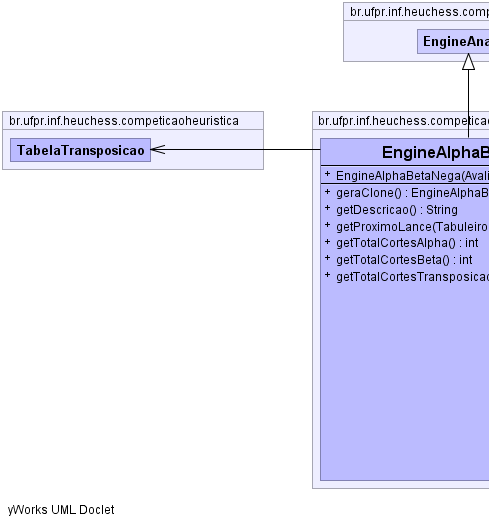 br.ufpr.inf.heuchess.comp
EngineAna
br.ufpr.inf.heuchess.competicaoheuristica
TabelaTransposicao
br.ufpr.inf.heuchess.competicao
EngineAlphaB
+ EngineAlphaBetaNega(Avali
+ geraClone() : EngineAlphaB
+ getDescricao() : String
+ getProximoLance(Tabuleiro
+ getTotalCortesAlpha() : int
+ getTotalCortesBeta() : int
+ getTotalCortesTransposicao
yWorks UML Doclet